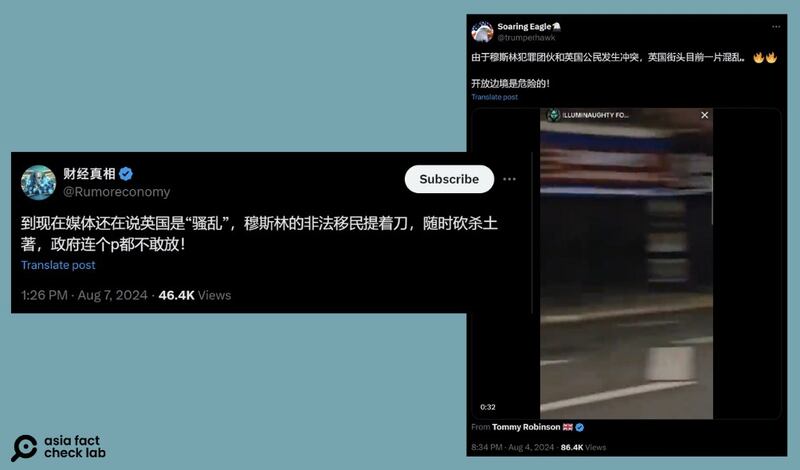 财经真相
@Rumoreconomy
Subscribe
到现在媒体还在说英国是“骚乱”，穆斯林的非法移民提着刀，随时砍杀土
著，政府连个p都不敢放！
Translate post
1:26 PM · Aug 7, 2024 · 46.4K Views
Soaring Eagle
@trumperhawk
由于穆斯林犯罪团伙和英国公民发生冲突，英国街头目前一片混乱。🔥🔥
开放边境是危险的！
Translate post
ILLUMINAUGHTY FO...
0:32
From Tommy Robinson 🇬🇧
8:34 PM · Aug 4, 2024 · 86.4K Views
asia fact
check lab